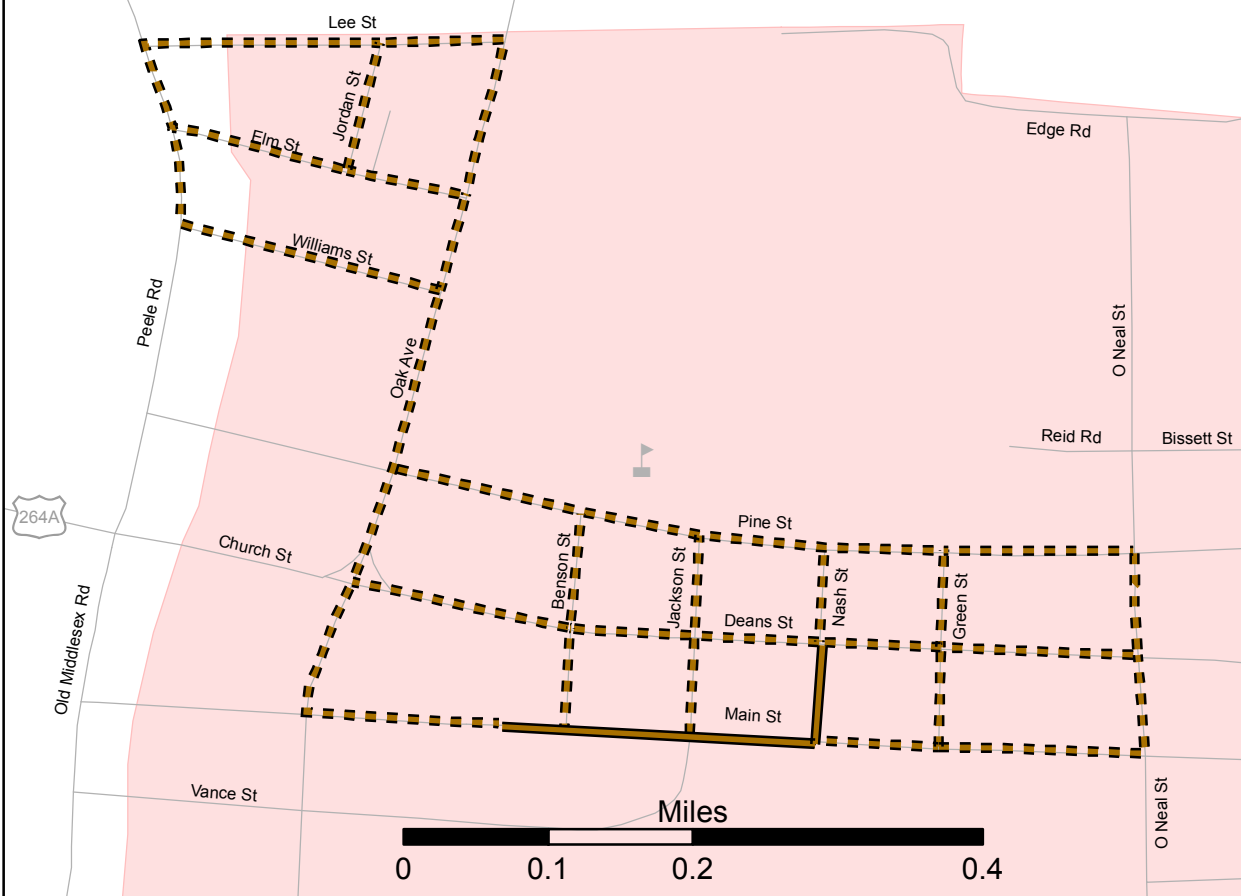 Lee St
Jordan St
Elm St
Edge Rd
Williams St
Peele Rd
O Neal St
Oak Ave
Reid Rd
Bissett St
264A
Pine St
Church St
Benson St
Jackson St
Nash St
Green St
Deans St
Old Middlesex Rd
Main St
Vance St
O Neal St
Miles
0 0.1 0.2 0.4